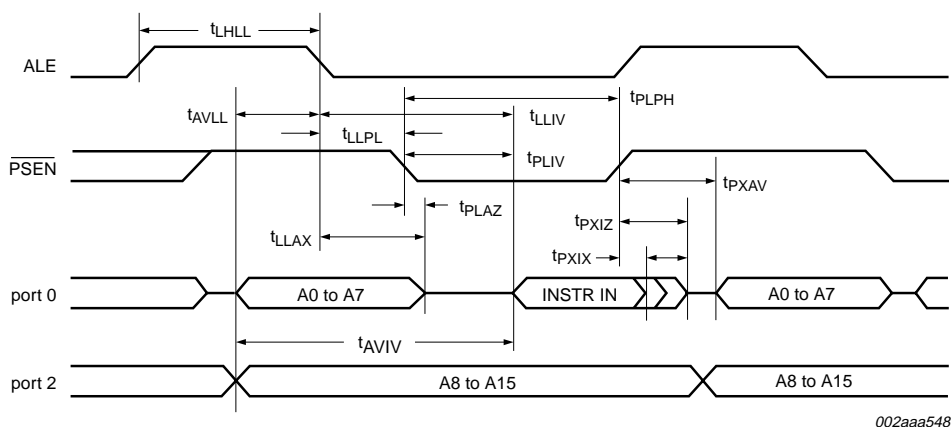 tLHLL
ALE
tPLPH
tAVLL
tLLIV
tLLPL
PSEN
tPLIV
tPXAV
tPLAZ
tPXIZ
tLLAX
tPXIX
port 0
A0 to A7
INSTR IN
A0 to A7
tAVIV
port 2
A8 to A15
A8 to A15
002aaa548